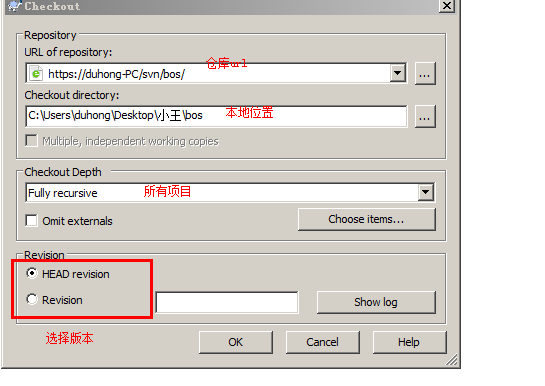 Checkout
Repository
URL of repository:
仓库url
https://duhong-PC/svn/bos/
...
Checkout directory:
C:\Users\duhong\Desktop\小王\bos
本地位置
...
Multiple, independent working copies
Checkout Depth
Fully recursive
所有项目
Omit externals
Choose items...
Revision
HEAD revision
Revision
Show log
选择版本
OK
Cancel
Help